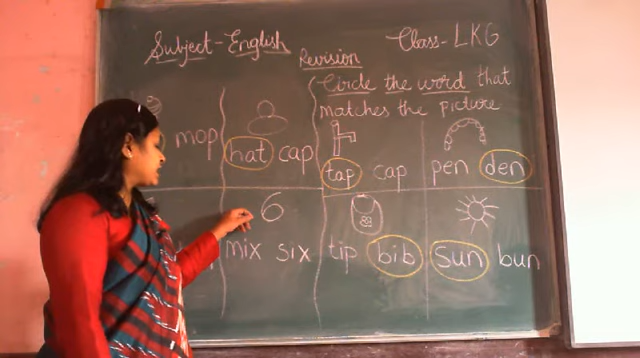 Subject-English Class-LKG
Revision
(Circle the word that
matches the picture
mop hat cap tap cap pen den
6
mix six tip bib sun bun